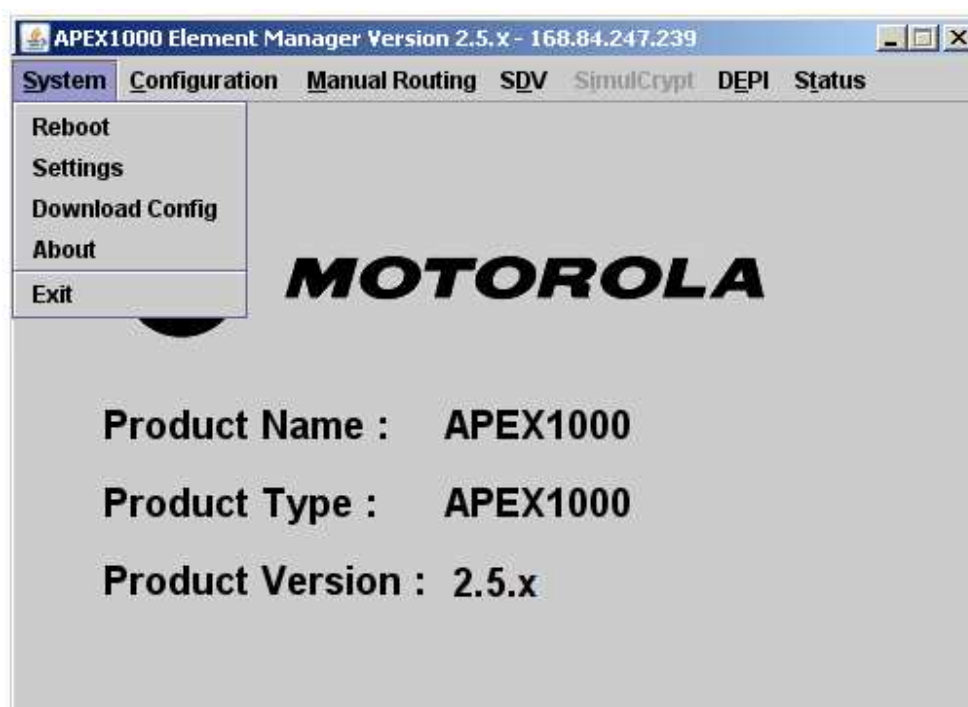 APEX1000 Element Manager Version 2.5.x - 168.84.247.239
System Configuration Manual Routing SDV SimulCrypt DEPI Status
Reboot
Settings
Download Config
About
Exit
MOTOROLA
Product Name : APEX1000
Product Type : APEX1000
Product Version : 2.5.x